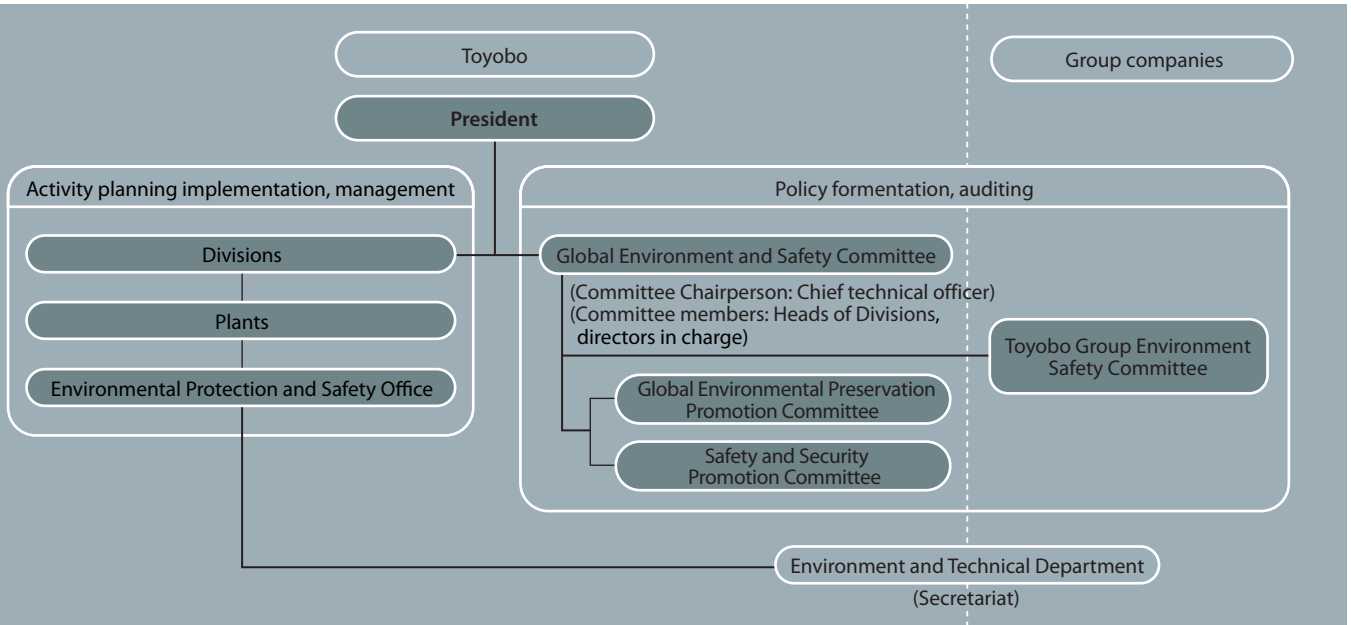 Toyobo
Group companies
President
Activity planning implementation, management
Divisions
Plants
Environmental Protection and Safety Office
Policy formentation, auditing
Global Environment and Safety Committee
(Committee Chairperson: Chief technical officer)
(Committee members: Heads of Divisions,
directors in charge)
Toyobo Group Environment
Safety Committee
Global Environmental Preservation
Promotion Committee
Safety and Security
Promotion Committee
Environment and Technical Department
(Secretariat)